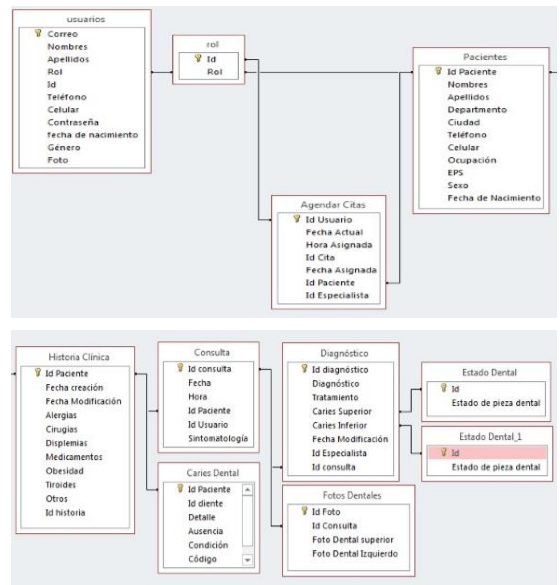 usuarios
Correo
Nombres
Apellidos
Rol
Id
Teléfono
Celular
Contraseña
fecha de nacimiento
Género
Foto
rol
Id
Rol
Pacientes
Id Paciente
Nombres
Apellidos
Departmento
Ciudad
Teléfono
Celular
Ocupación
EPS
Sexo
Fecha de Nacimiento
Agendar Citas
Id Usuario
Fecha Actual
Hora Asignada
Id Cita
Fecha Asignada
Id Paciente
Id Especialista
Historia Clínica
Id Paciente
Fecha creación
Fecha Modificación
Alergias
Cirugias
Displemias
Medicamentos
Obesidad
Tiroides
Otros
Id historia
Consulta
Id consulta
Fecha
Hora
Id Paciente
Id Usuario
Sintomatología
Caries Dental
Id Paciente
Id diente
Detalle
Ausencia
Condición
Código
Diagnóstico
Id diagnóstico
Diagnóstico
Tratamiento
Caries Superior
Caries Inferior
Fecha Modificación
Id Especialista
Id consulta
Fotos Dentales
Id Foto
Id Consulta
Foto Dental superior
Foto Dental Izquierdo
Estado Dental
Id
Estado de pieza dental
Estado Dental_1
Id
Estado de pieza dental